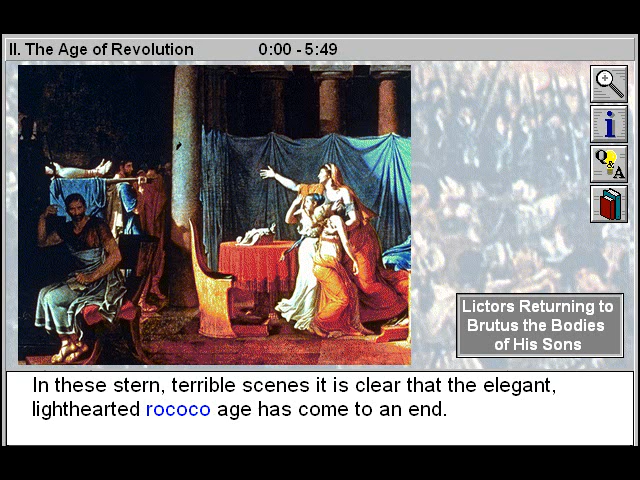 II. The Age of Revolution 0:00 - 5:49
i
Q&A
Lictors Returning to
Brutus the Bodies
of His Sons
In these stern, terrible scenes it is clear that the elegant,
lighthearted rococo age has come to an end.